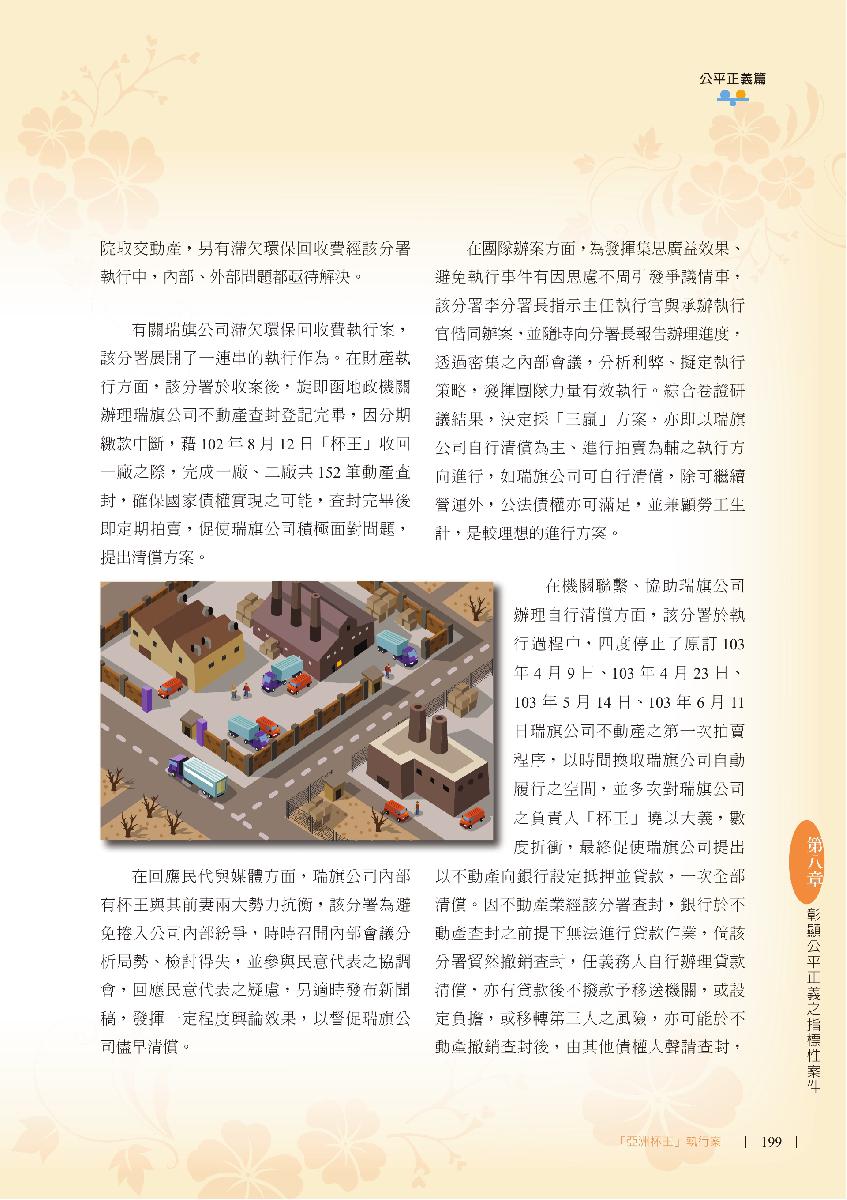 公平正義篇
院取交動產，另有滯欠環保回收費經該分署
執行中，內部、外部問題都亟待解決。
有關瑞旗公司滯欠環保回收費執行案，
該分署展開了一連串的執行作為。在財產執
行方面，該分署於收案後，旋即函地政機關
辦理瑞旗公司不動產查封登記完畢，因分期
繳款中斷，藉 102 年 8 月 12 日「杯王」收回
一廠之際，完成一廠、二廠共 152 筆動產查
封，確保國家債權實現之可能，查封完畢後
即定期拍賣，促使瑞旗公司積極面對問題，
提出清償方案。
在回應民代與媒體方面，瑞旗公司內部
有杯王與其前妻兩大勢力抗衡，該分署為避
免捲入公司內部紛爭，時時召開內部會議分
析局勢、檢討得失，並參與民意代表之協調
會，回應民意代表之疑慮，另適時發布新聞
稿，發揮一定程度輿論效果，以督促瑞旗公
司儘早清償。
在團隊辦案方面，為發揮集思廣益效果、
避免執行事件有因思慮不周引發爭議情事，
該分署李分署長指示主任執行官與承辦執行
官偕同辦案，並隨時向分署長報告辦理進度，
透過密集之內部會議，分析利弊、擬定執行
策略，發揮團隊力量有效執行。綜合卷證研
議結果，決定採「三贏」方案，亦即以瑞旗
公司自行清償為主、進行拍賣為輔之執行方
向進行，如瑞旗公司可自行清償，除可繼續
營運外，公法債權亦可滿足，並兼顧勞工生
計，是較理想的進行方案。
在機關聯繫、協助瑞旗公司
辦理自行清償方面，該分署於執
行過程中，四度停止了原訂 103
年 4 月 9 日、103 年 4 月 23 日、
103 年 5 月 14 日、103 年 6 月 11
日瑞旗公司不動產之第一次拍賣
程序，以時間換取瑞旗公司自動
履行之空間，並多次對瑞旗公司
之負責人「杯王」曉以大義，數
度折衝，最終促使瑞旗公司提出
以不動產向銀行設定抵押並貸款，一次全部
清償。因不動產業經該分署查封，銀行於不
動產查封之前提下無法進行貸款作業，倘該
分署貿然撤銷查封，任義務人自行辦理貸款
清償，亦有貸款後不撥款予移送機關，或設
定負擔，或移轉第三人之風險，亦可能於不
動產撤銷查封後，由其他債權人聲請查封，
第八章
彰顯公平正義之指標性案件
「亞洲杯王」執行案 | 199 |